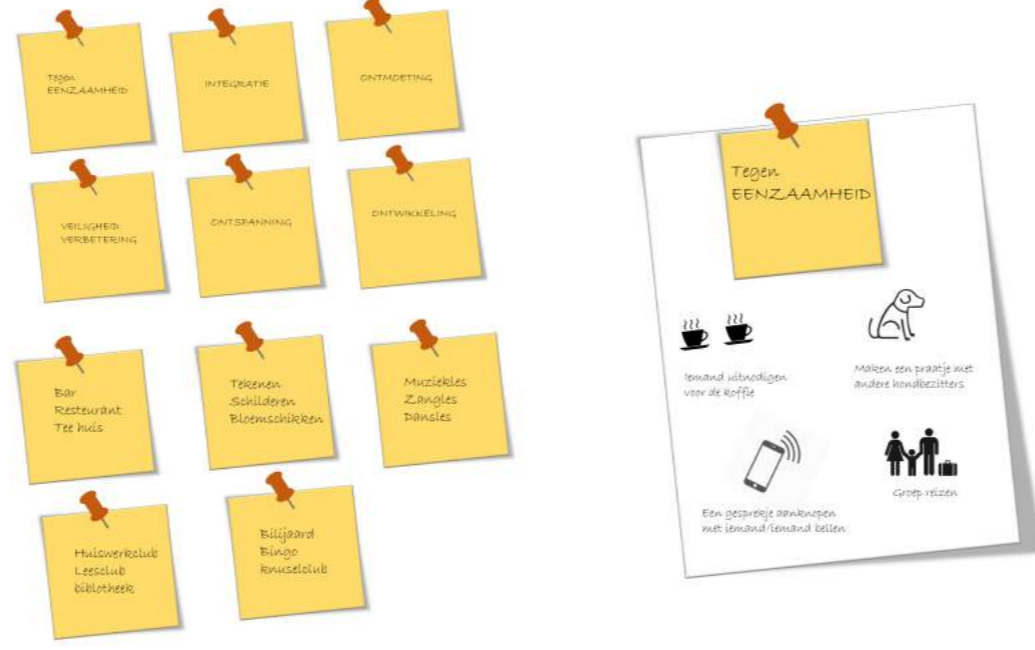 Tegen
EENZAAMHEID
INTEGRATIE
ONTMOETING
VEILIGHEID
VERBETERING
ONTSPANNING
ONTWIKKELING
Bar
Resteurant
Tee huis
Tekenen
Schilderen
Bloemschikken
Muziekles
Zangles
Dansles
Huiswerkclub
Leesclub
biblotheek
Bilijaard
Bingo
knuselclub
Tegen
EENZAAMHEID
Iemand uitnodigen
voor de koffie
Maken een praatje met
andere hondbezitters
Een gesprekje aanknopen
met iemand/iemand bellen
Groep reizen